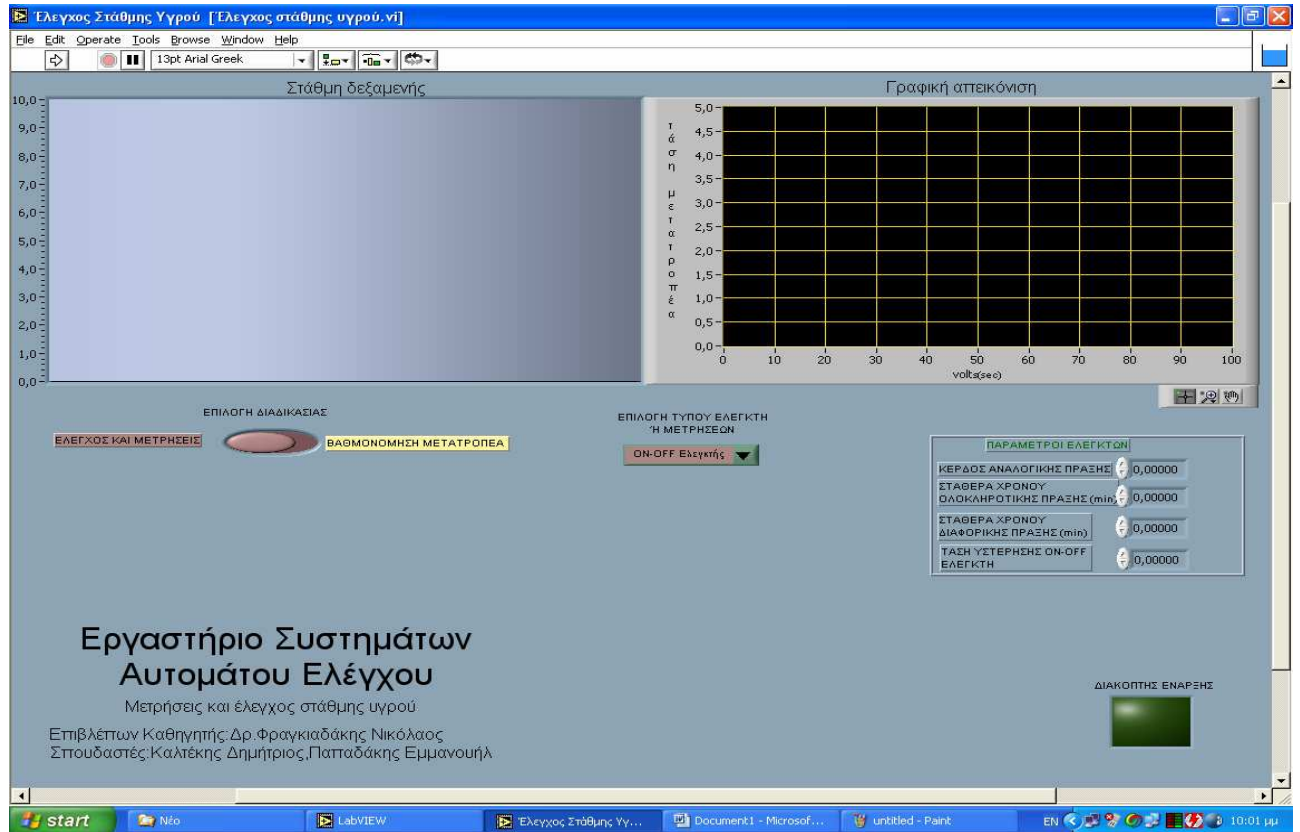 Έλεγχος Στάθμης Υγρού [Έλεγχος στάθμης υγρού.vi]
File Edit Operate Tools Browse Window Help
13pt Arial Greek
Στάθμη δεξαμενής
10,0
9,0
8,0
7,0
6,0
5,0
4,0
3,0
2,0
1,0
0,0
Γραφική απεικόνιση
τάση μετατροπέα
5,0
4,5
4,0
3,5
3,0
2,5
2,0
1,5
1,0
0,5
0,0
0 10 20 30 40 50 60 70 80 90 100
volts(sec)
ΕΠΙΛΟΓΗ ΔΙΑΔΙΚΑΣΙΑΣ
ΕΛΕΓΧΟΣ ΚΑΙ ΜΕΤΡΗΣΕΙΣ
ΒΑΘΜΟΝΟΜΗΣΗ ΜΕΤΑΤΡΟΠΕΑ
ΕΠΙΛΟΓΗ ΤΥΠΟΥ ΕΛΕΓΚΤΗ
Ή ΜΕΤΡΗΣΕΩΝ
ON-OFF Ελεγκτής
ΠΑΡΑΜΕΤΡΟΙ ΕΛΕΓΚΤΩΝ
ΚΕΡΔΟΣ ΑΝΑΛΟΓΙΚΗΣ ΠΡΑΞΗΣ 0,00000
ΣΤΑΘΕΡΑ ΧΡΟΝΟΥ
ΟΛΟΚΛΗΡΟΤΙΚΗΣ ΠΡΑΞΗΣ (min) 0,00000
ΣΤΑΘΕΡΑ ΧΡΟΝΟΥ
ΔΙΑΦΟΡΙΚΗΣ ΠΡΑΞΗΣ (min) 0,00000
ΤΑΣΗ ΥΣΤΕΡΗΣΗΣ ON-OFF
ΕΛΕΓΚΤΗ 0,00000
Εργαστήριο Συστημάτων
Αυτομάτου Ελέγχου
Μετρήσεις και έλεγχος στάθμης υγρού
Επιβλέπων Καθηγητής:Δρ.Φραγκιαδάκης Νικόλαος
Σπουδαστές:Καλτέκης Δημήτριος,Παπαδάκης Εμμανουήλ
ΔΙΑΚΟΠΤΗΣ ΕΝΑΡΞΗΣ
start Νέο LabVIEW Έλεγχος Στάθμης Υγ... Document1 - Microsof... untitled - Paint EN 10:01 μμ